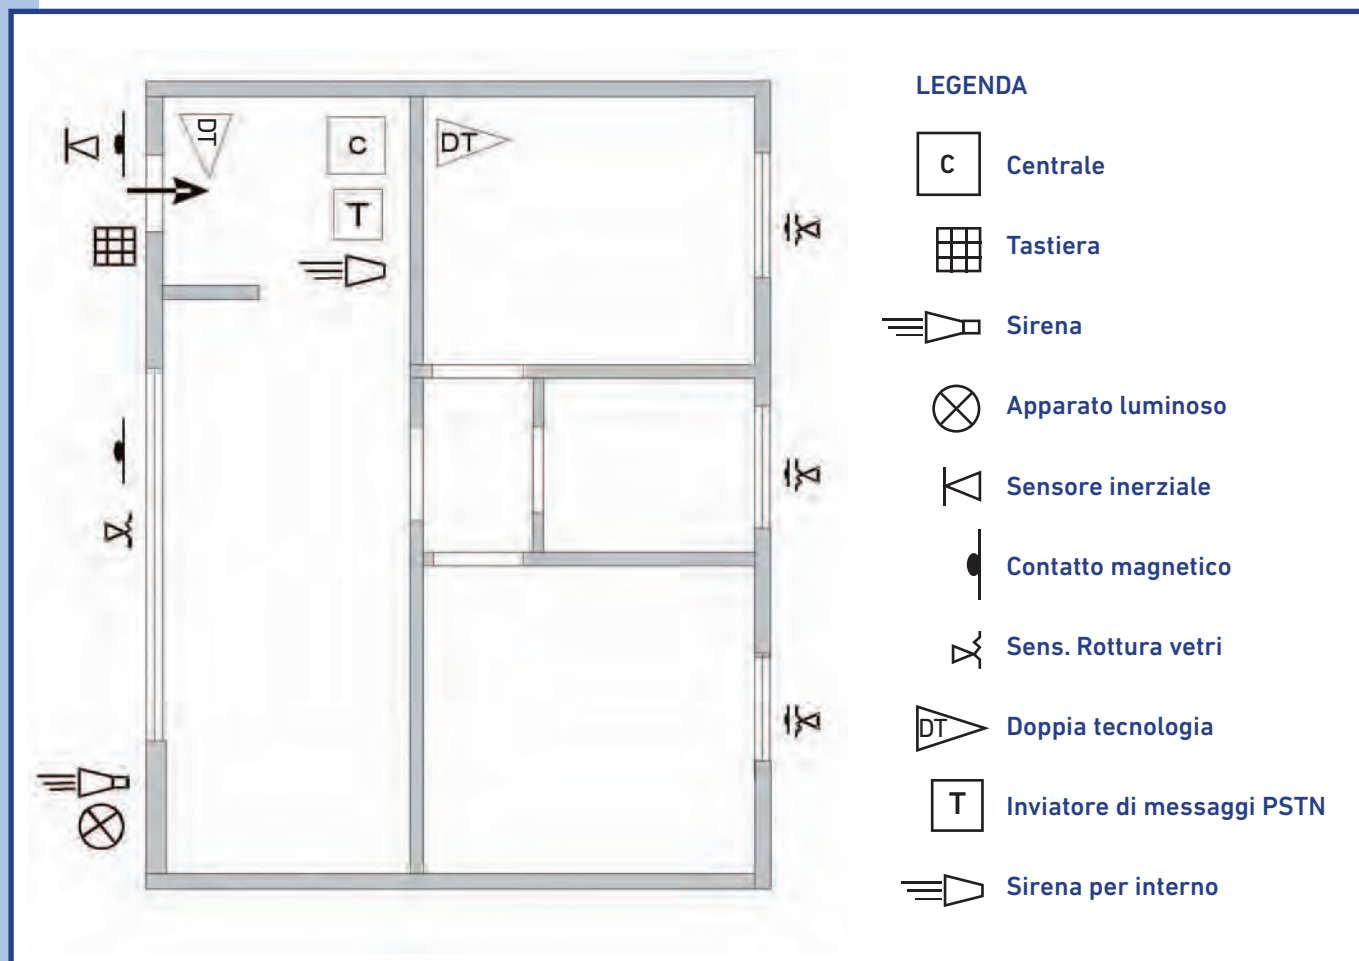 DT
C
DT
T
LEGENDA
C Centrale
Tastiera
Sirena
Apparato luminoso
Sensore inerziale
Contatto magnetico
Sens. Rottura vetri
DT Doppia tecnologia
T Inviatore di messaggi PSTN
Sirena per interno